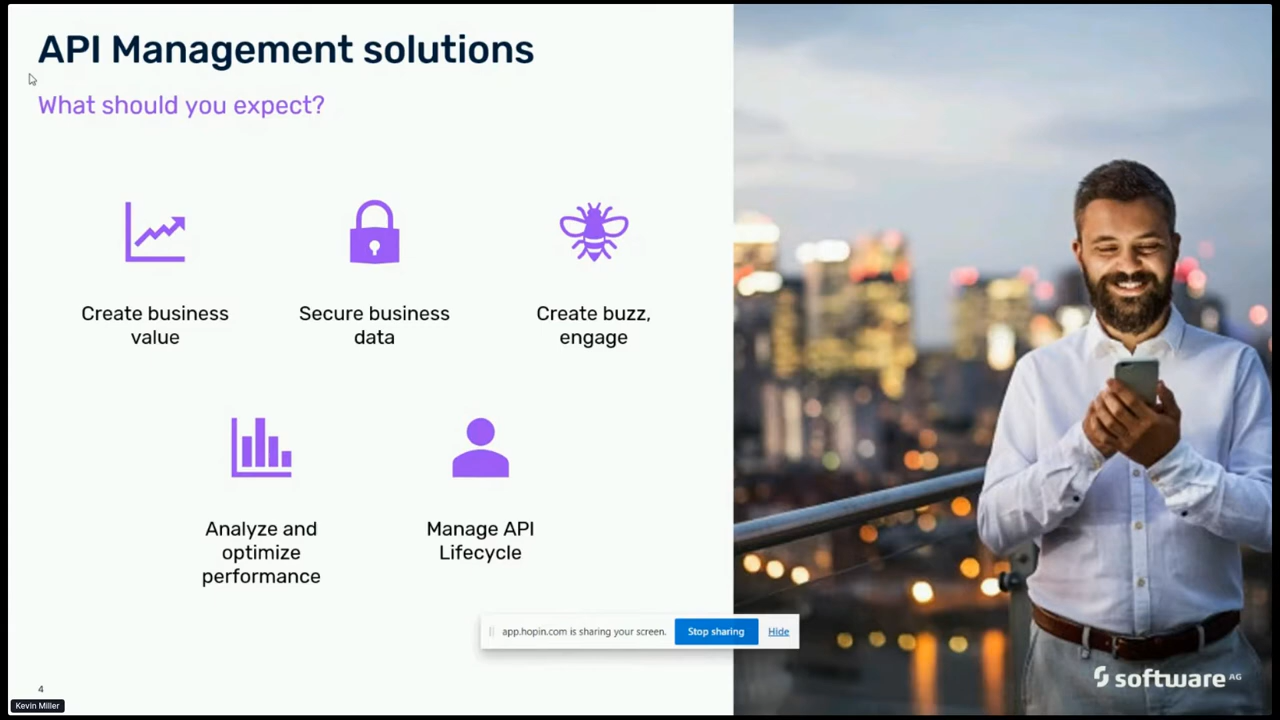 API Management solutions
What should you expect?
Create business
value
Secure business
data
Create buzz,
engage
Analyze and
optimize
performance
Manage API
Lifecycle
app.hopin.com is sharing your screen.
Stop sharing
Hide
software AG
4
Kevin Miller